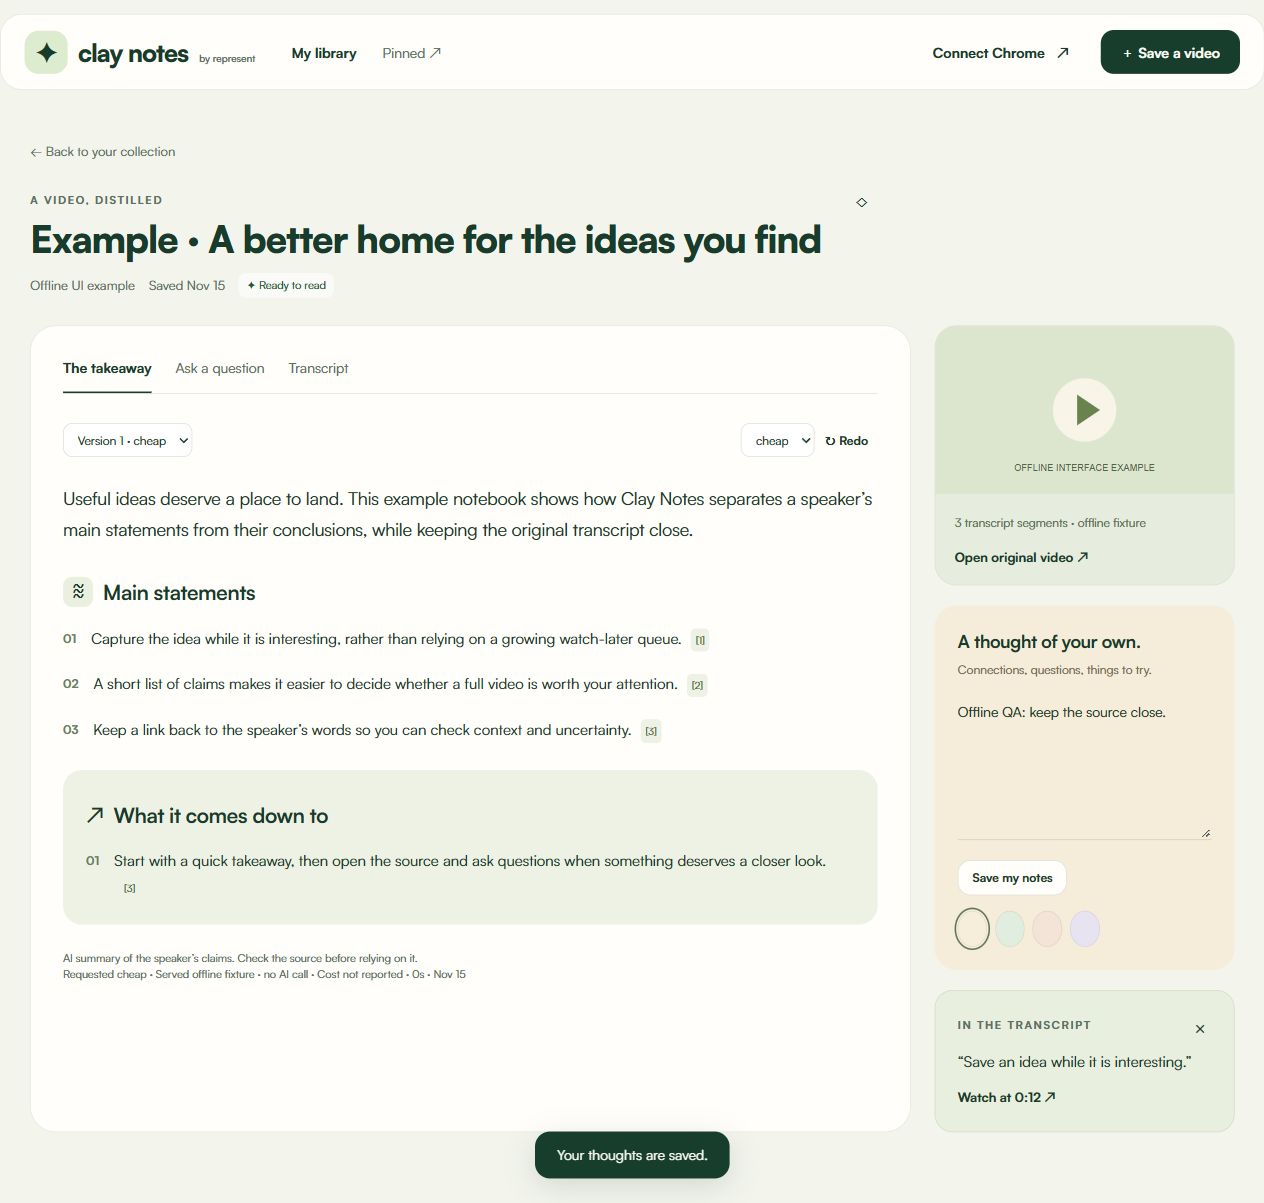 clay notes by represent My library Pinned ↗ Connect Chrome ↗ + Save a video
← Back to your collection
A VIDEO, DISTILLED
Example · A better home for the ideas you find
Offline UI example Saved Nov 15 ✦ Ready to read
The takeaway Ask a question Transcript
Version 1 · cheap cheap ↻ Redo
Useful ideas deserve a place to land. This example notebook shows how Clay Notes separates a speaker’s
main statements from their conclusions, while keeping the original transcript close.
Main statements
01 Capture the idea while it is interesting, rather than relying on a growing watch-later queue. [1]
02 A short list of claims makes it easier to decide whether a full video is worth your attention. [2]
03 Keep a link back to the speaker’s words so you can check context and uncertainty. [3]
↗ What it comes down to
01 Start with a quick takeaway, then open the source and ask questions when something deserves a closer look.
[3]
AI summary of the speaker’s claims. Check the source before relying on it.
Requested cheap · Served offline fixture · no AI call · Cost not reported · 0s · Nov 15
OFFLINE INTERFACE EXAMPLE
3 transcript segments · offline fixture
Open original video ↗
A thought of your own.
Connections, questions, things to try.
Offline QA: keep the source close.
Save my notes
IN THE TRANSCRIPT ×
“Save an idea while it is interesting.”
Watch at 0:12 ↗
Your thoughts are saved.